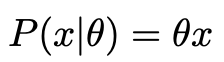 P(x|θ) = θx